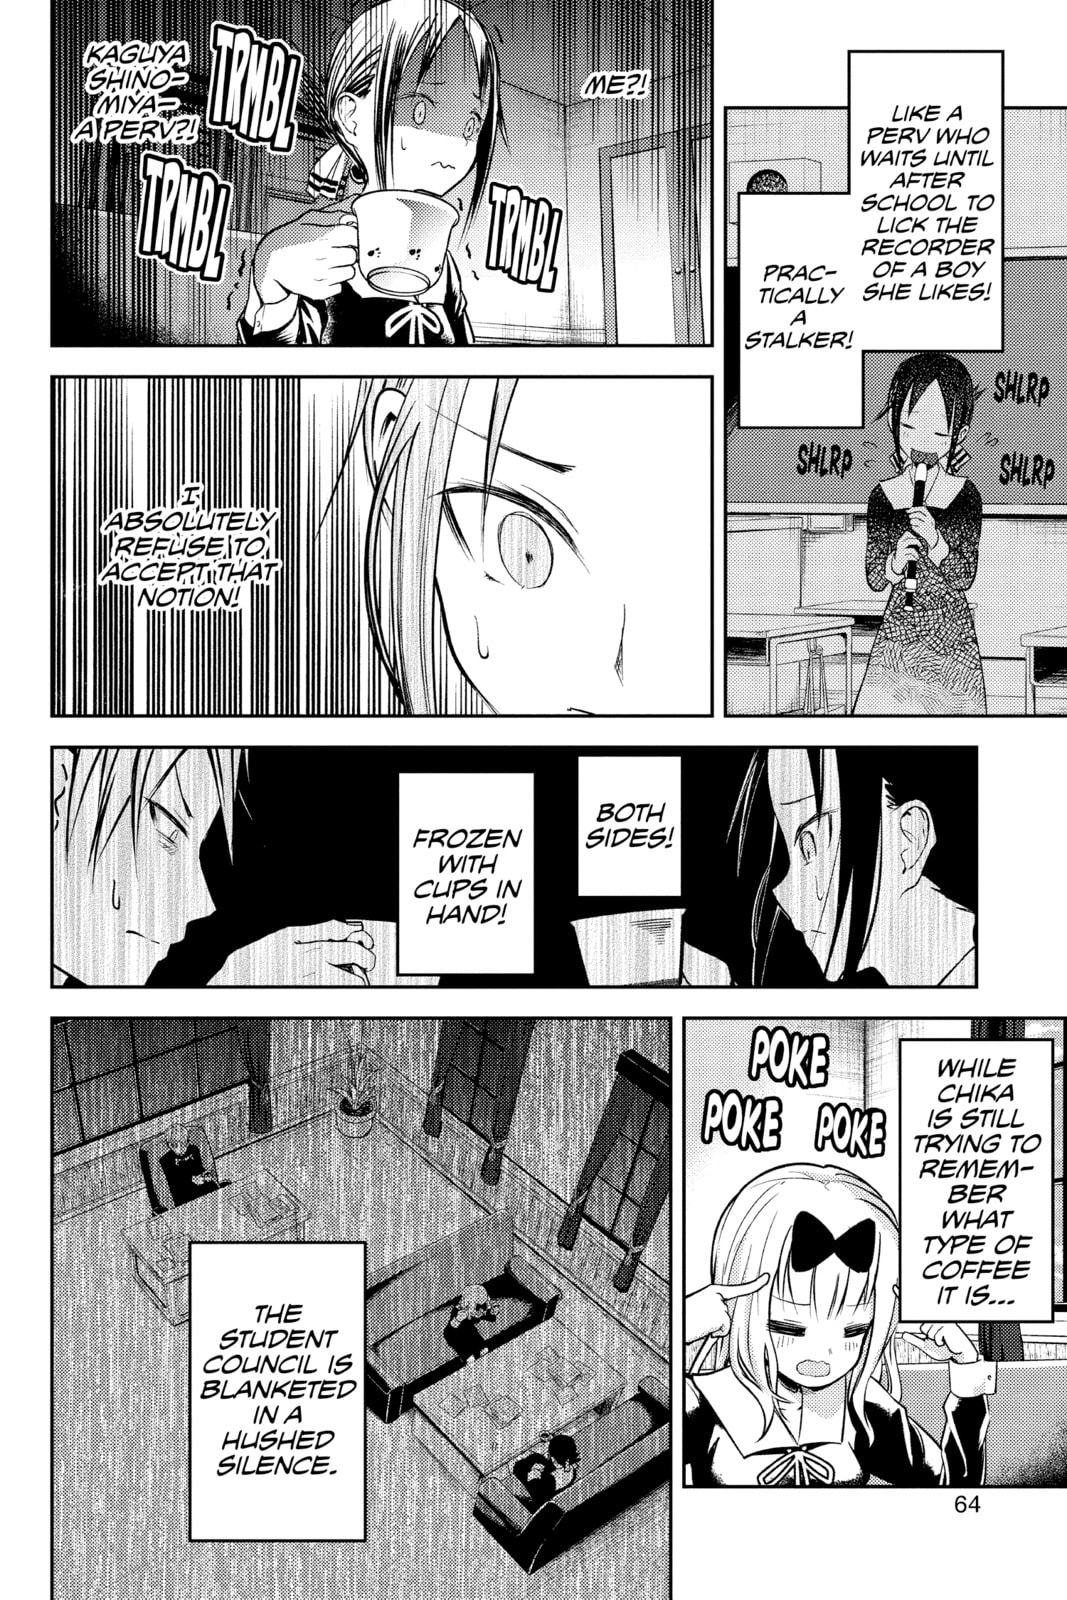 LIKE A
PERV WHO
WAITS UNTIL
AFTER
SCHOOL TO
LICK THE
RECORDER
OF A BOY
SHE LIKES!
PRAC-
TICALLY
A
STALKER!
SHLRP
SHLRP
SHLRP
ME?!
TRMBL
TRMBL
TRMBL
TRMBL
KAGUYA
SHINO-
MIYA—
A PERV?!
I
ABSOLUTELY
REFUSE TO
ACCEPT THAT
NOTION!
BOTH
SIDES!
FROZEN
WITH
CUPS IN
HAND!
WHILE
CHIKA
IS STILL
TRYING TO
REMEM-
BER
WHAT
TYPE OF
COFFEE
IT IS...
POKE
POKE
POKE
THE
STUDENT
COUNCIL IS
BLANKETED
IN A
HUSHED
SILENCE.
64